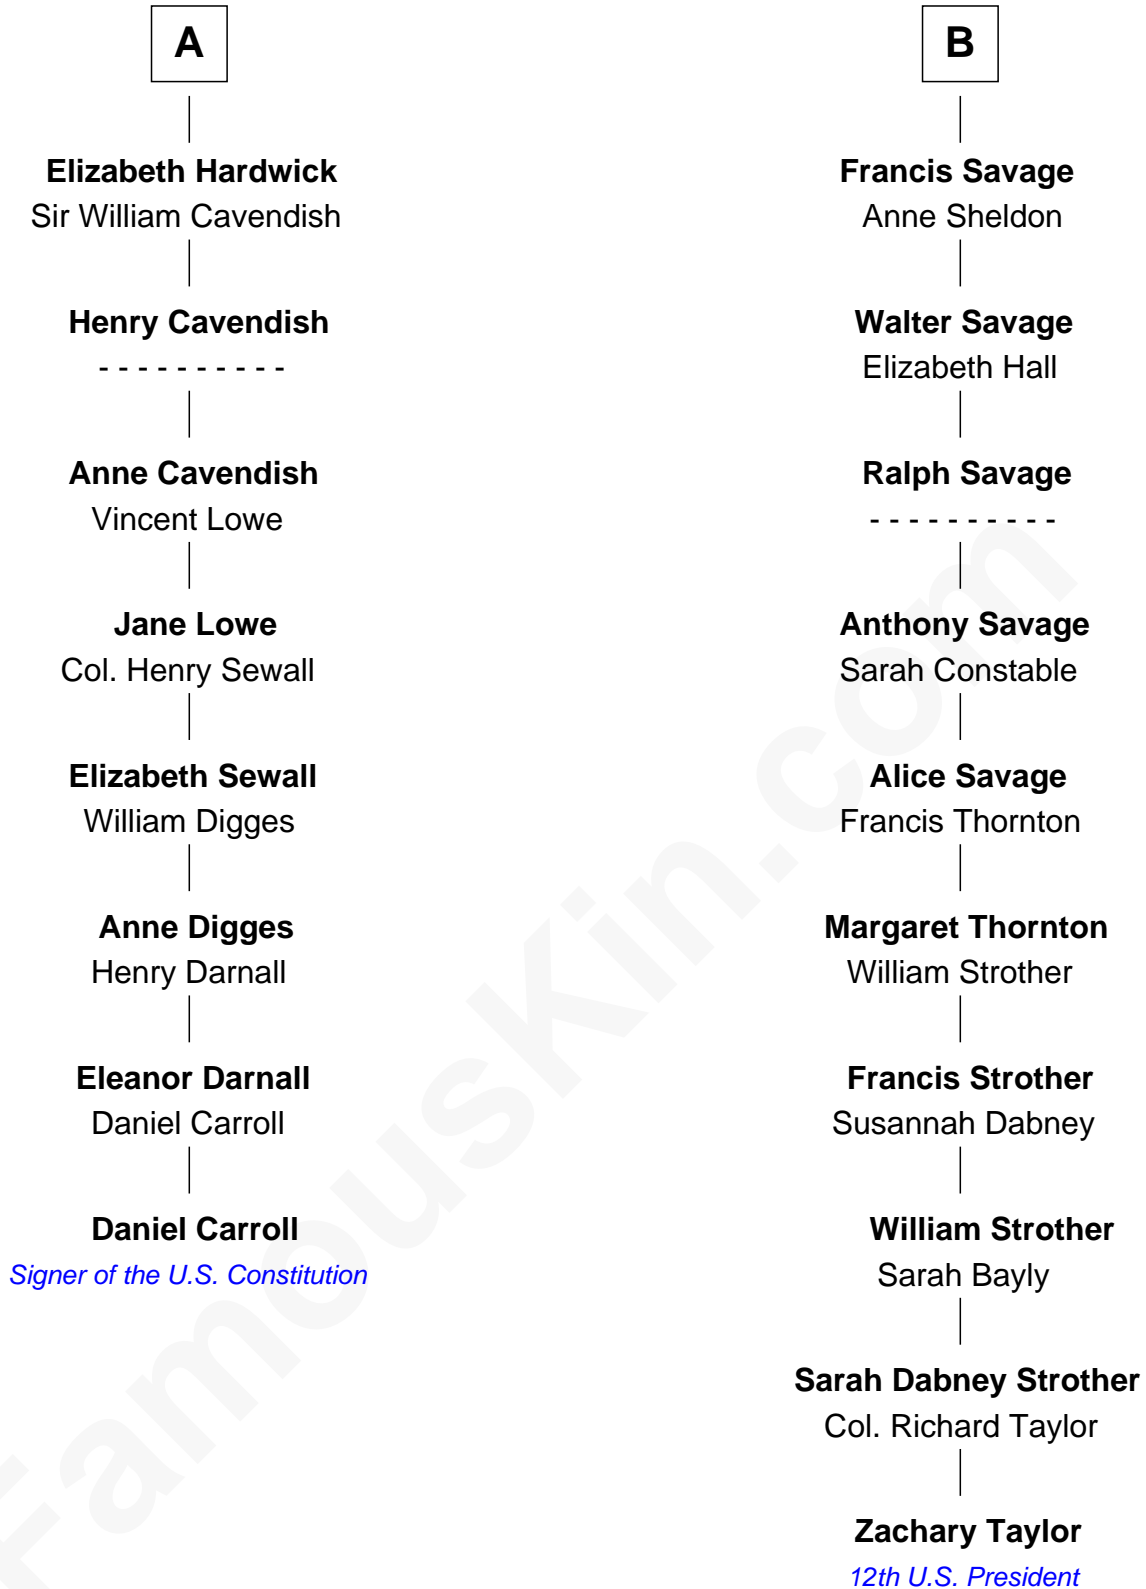 A
Elizabeth Hardwick
Sir William Cavendish
Henry Cavendish
- - - - - - - - - -
Anne Cavendish
Vincent Lowe
Jane Lowe
Col. Henry Sewall
Elizabeth Sewall
William Digges
Anne Digges
Henry Darnall
Eleanor Darnall
Daniel Carroll
Daniel Carroll
Signer of the U.S. Constitution
B
Francis Savage
Anne Sheldon
Walter Savage
Elizabeth Hall
Ralph Savage
- - - - - - - - - -
Anthony Savage
Sarah Constable
Alice Savage
Francis Thornton
Margaret Thornton
William Strother
Francis Strother
Susannah Dabney
William Strother
Sarah Bayly
Sarah Dabney Strother
Col. Richard Taylor
Zachary Taylor
12th U.S. President
FamousKin.com